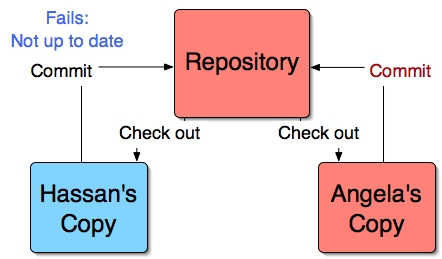 Fails:
Not up to date
Commit
Repository
Commit
Check out
Check out
Hassan's
Copy
Angela's
Copy